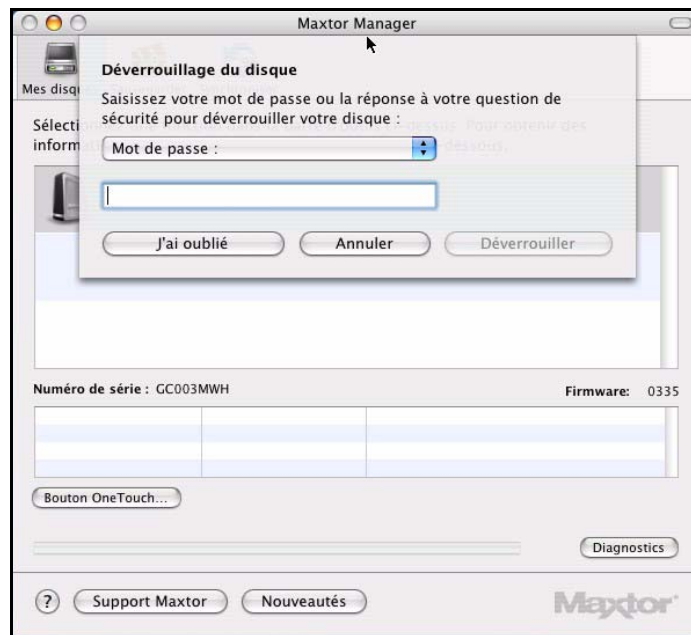 Maxtor Manager
Mes disq
Déverrouillage du disque
Saisissez votre mot de passe ou la réponse à votre question de
sécurité pour déverrouiller votre disque :
Mot de passe :
Sélecti
inform
J'ai oublié
Annuler
Déverrouiller
Numéro de série : GC003MWH
Firmware: 0335
Bouton OneTouch...
Diagnostics
?
Support Maxtor
Nouveautés
Maxtor